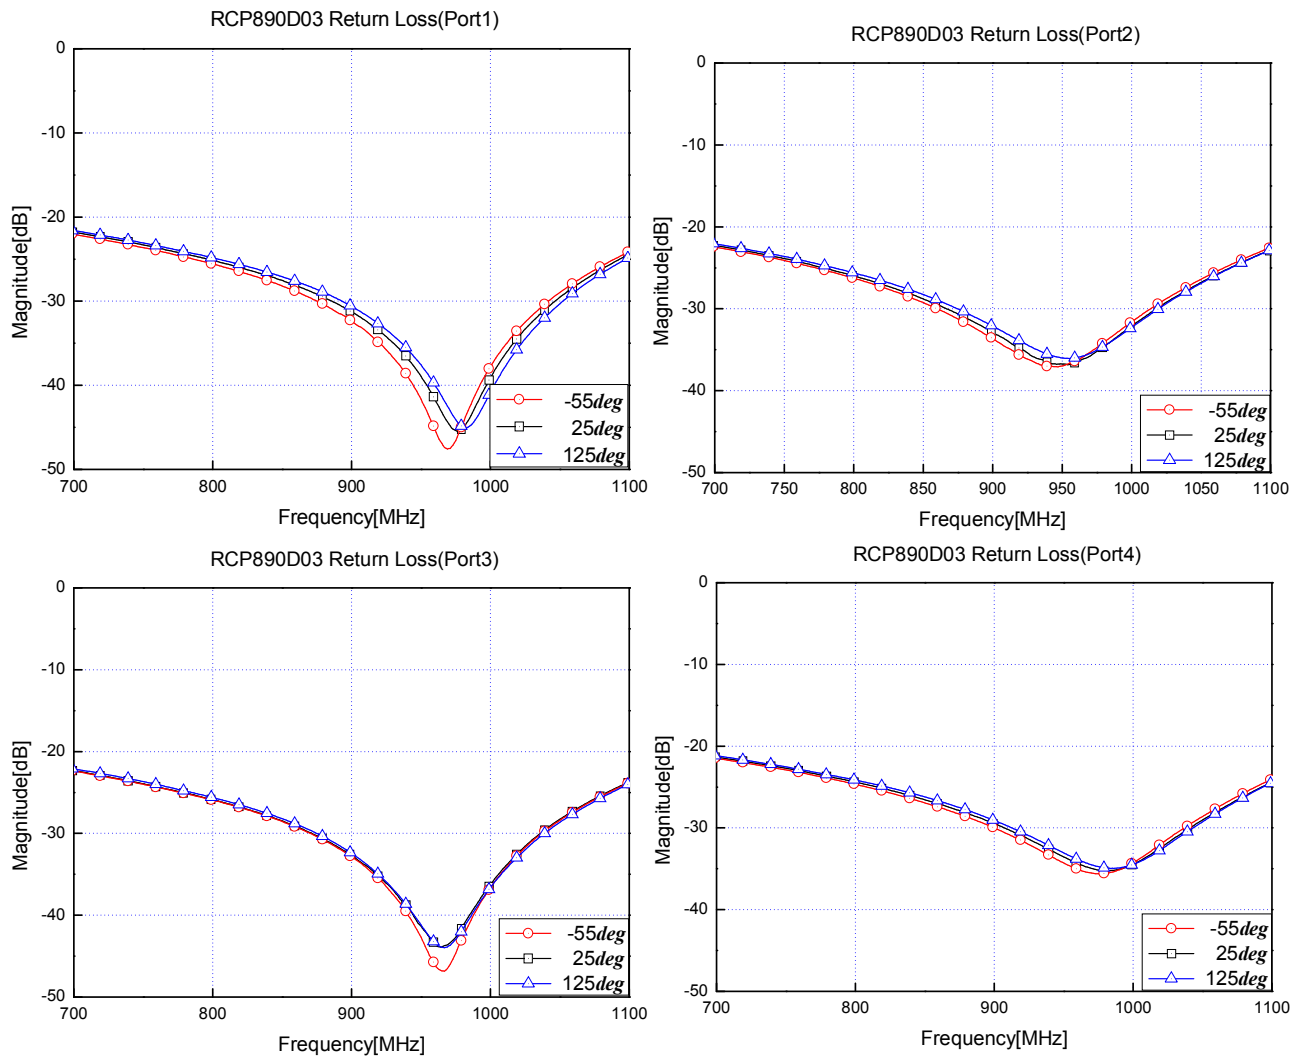 RCP890D03 Return Loss(Port1)
0
-10
-20
-30
-40
-50
Magnitude[dB]
-55deg
25deg
125deg
700 800 900 1000 1100
Frequency[MHz]
RCP890D03 Return Loss(Port2)
0
-10
-20
-30
-40
-50
Magnitude[dB]
-55deg
25deg
125deg
700 750 800 850 900 950 1000 1050 1100
Frequency[MHz]
RCP890D03 Return Loss(Port3)
0
-10
-20
-30
-40
-50
Magnitude[dB]
-55deg
25deg
125deg
700 800 900 1000 1100
Frequency[MHz]
RCP890D03 Return Loss(Port4)
0
-10
-20
-30
-40
-50
Magnitude[dB]
-55deg
25deg
125deg
700 800 900 1000 1100
Frequency[MHz]